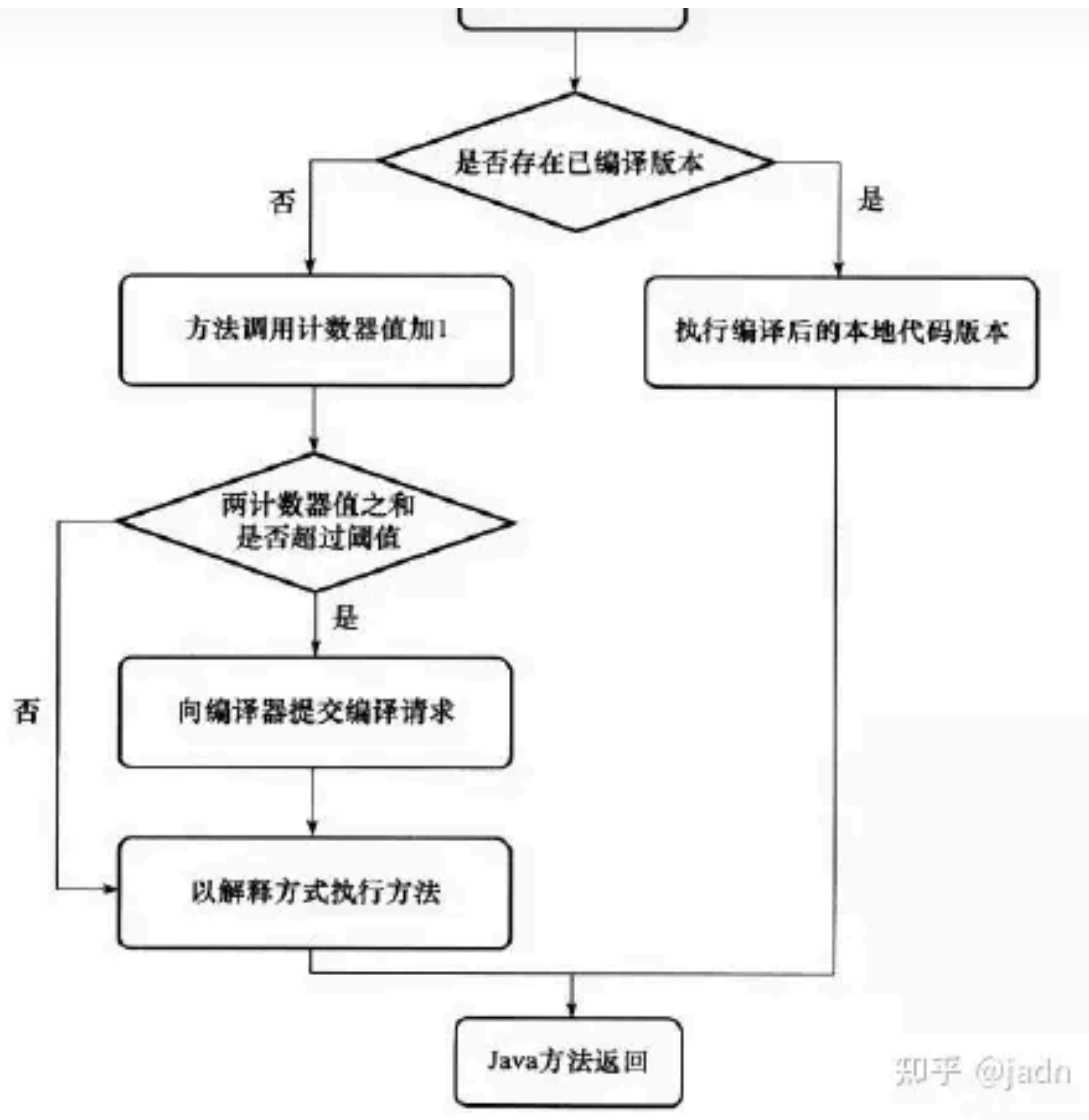 是否存在已编译版本
否
是
方法调用计数器值加1
执行编译后的本地代码版本
两计数器值之和
是否超过阈值
是
向编译器提交编译请求
否
以解释方式执行方法
Java方法返回
知乎 @jadn